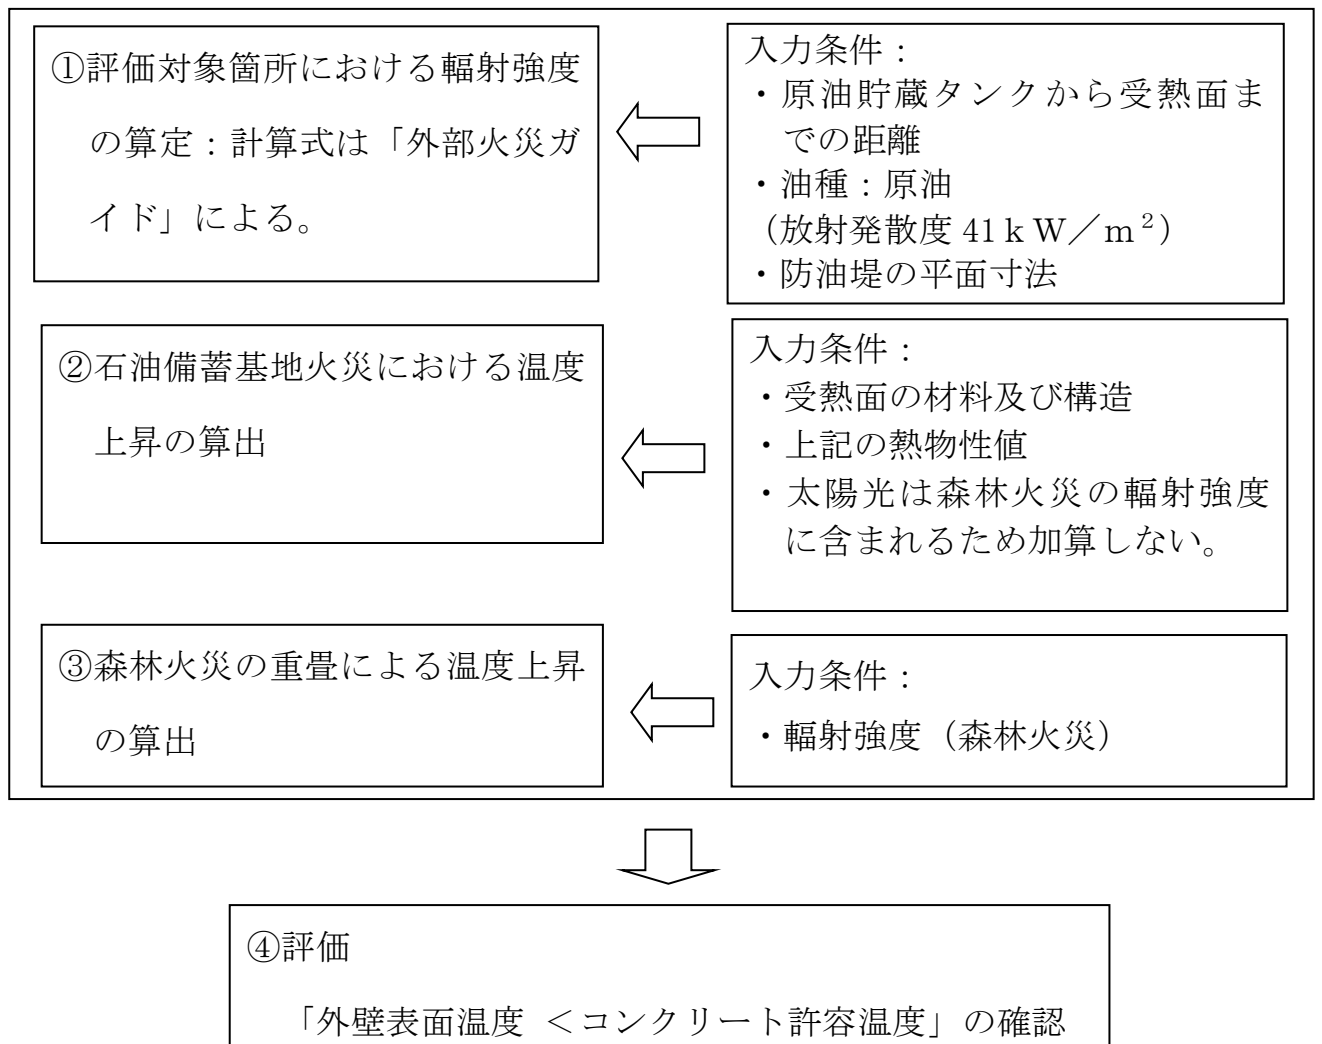 ①評価対象箇所における輻射強度
の算定：計算式は「外部火災ガ
イド」による。
入力条件：
・原油貯蔵タンクから受熱面ま
での距離
・油種：原油
（放射発散度 41ｋＷ／ｍ²）
・防油堤の平面寸法
②石油備蓄基地火災における温度
上昇の算出
入力条件：
・受熱面の材料及び構造
・上記の熱物性値
・太陽光は森林火災の輻射強度
に含まれるため加算しない。
③森林火災の重畳による温度上昇
の算出
入力条件：
・輻射強度（森林火災）
④評価
「外壁表面温度 ＜コンクリート許容温度」の確認